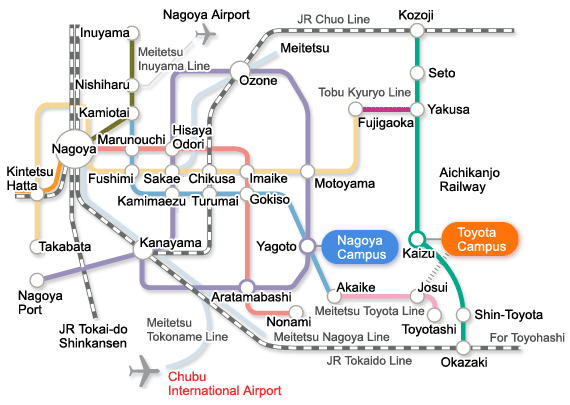 Nagoya Airport
JR Chuo Line
Kozoji
Inuyama
Meitetsu
Inuyama Line
Meitetsu
Ozone
Seto
Nishiharu
Tobu Kyuryo Line
Kamiotai
Fujigaoka
Yakusa
Nagoya
Marunouchi
Hisaya
Odori
Kintetsu
Hatta
Fushimi
Sakae
Chikusa
Imaike
Motoyama
Aichikanjo
Railway
Kamimaezu
Turumai
Gokiso
Takabata
Kanayama
Yagoto
Nagoya
Campus
Kaizu
Toyota
Campus
Nagoya
Port
Aratamabashi
Akaike
Josui
Meitetsu Toyota Line
JR Tokai-do
Shinkansen
Meitetsu
Tokoname Line
Nonami
Toyotashi
Shin-Toyota
Meitetsu Nagoya Line
For Toyohashi
JR Tokaido Line
Okazaki
Chubu
International Airport